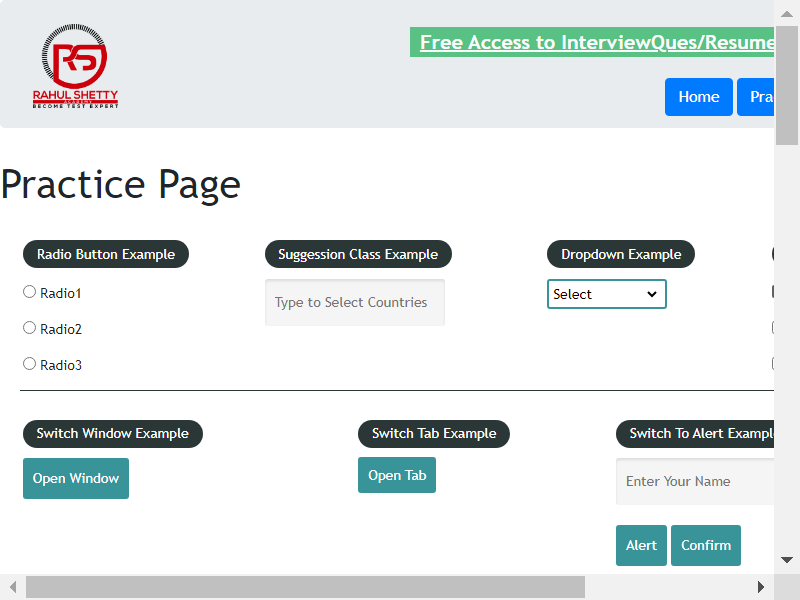 RAHUL SHETTY
ACADEMY
BECOME TEST EXPERT
Free Access to InterviewQues/Resume
Home
Pra
Practice Page
Radio Button Example
Suggession Class Example
Dropdown Example
Radio1
Type to Select Countries
Select
Radio2
Radio3
Switch Window Example
Switch Tab Example
Switch To Alert Exampl
Open Window
Open Tab
Enter Your Name
Alert
Confirm